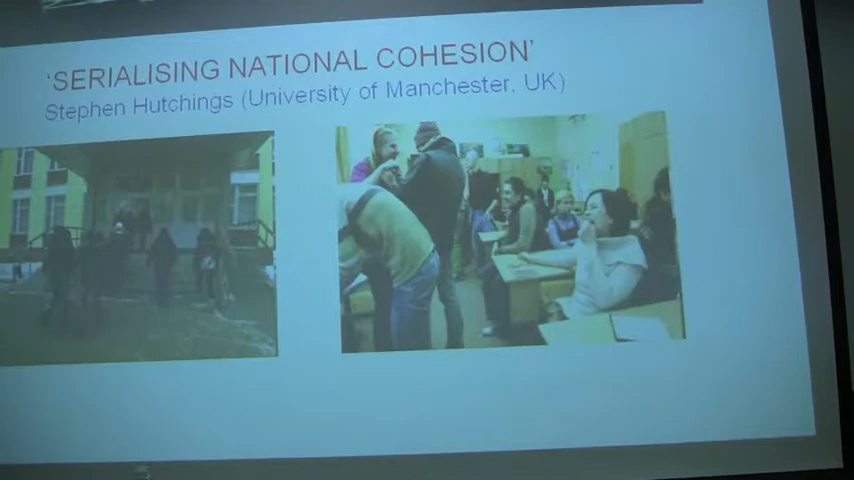 'SERIALISING NATIONAL COHESION'
Stephen Hutchings (University of Manchester, UK)